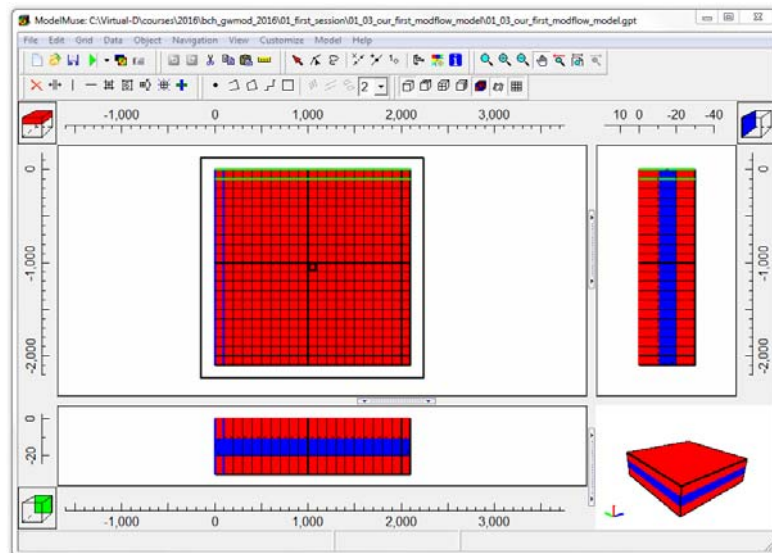 ModelMuse: C:\Virtual-D\courses\2016\bch_gwmod_2016\01_first_session\01_03_our_first_modflow_model\01_03_our_first_modflow_model.gpt
File Edit Grid Data Object Navigation View Customize Model Help
2
-1,000 0 1,000 2,000 3,000
10 0 -20 -40
0
-1,000
-2,000
0
-1,000
-2,000
0
-20
-1,000 0 1,000 2,000 3,000